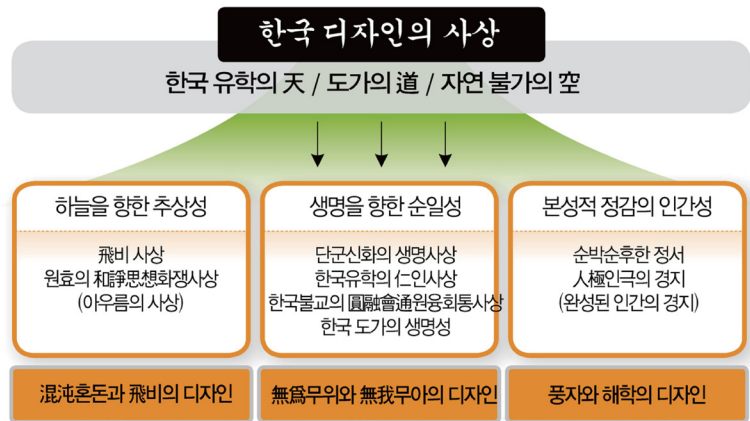 한국 디자인의 사상
한국 유학의 天 / 도가의 道 / 자연 불가의 空
하늘을 향한 추상성
飛비 사상
원효의 和諍思想화쟁사상
(아우름의 사상)
混沌혼돈과 飛비의 디자인
생명을 향한 순일성
단군신화의 생명사상
한국유학의 仁인사상
한국불교의 圓融會通원융회통사상
한국 도가의 생명성
無爲무위와 無我무아의 디자인
본성적 정감의 인간성
순박순후한 정서
人極인극의 경지
(완성된 인간의 경지)
풍자와 해학의 디자인